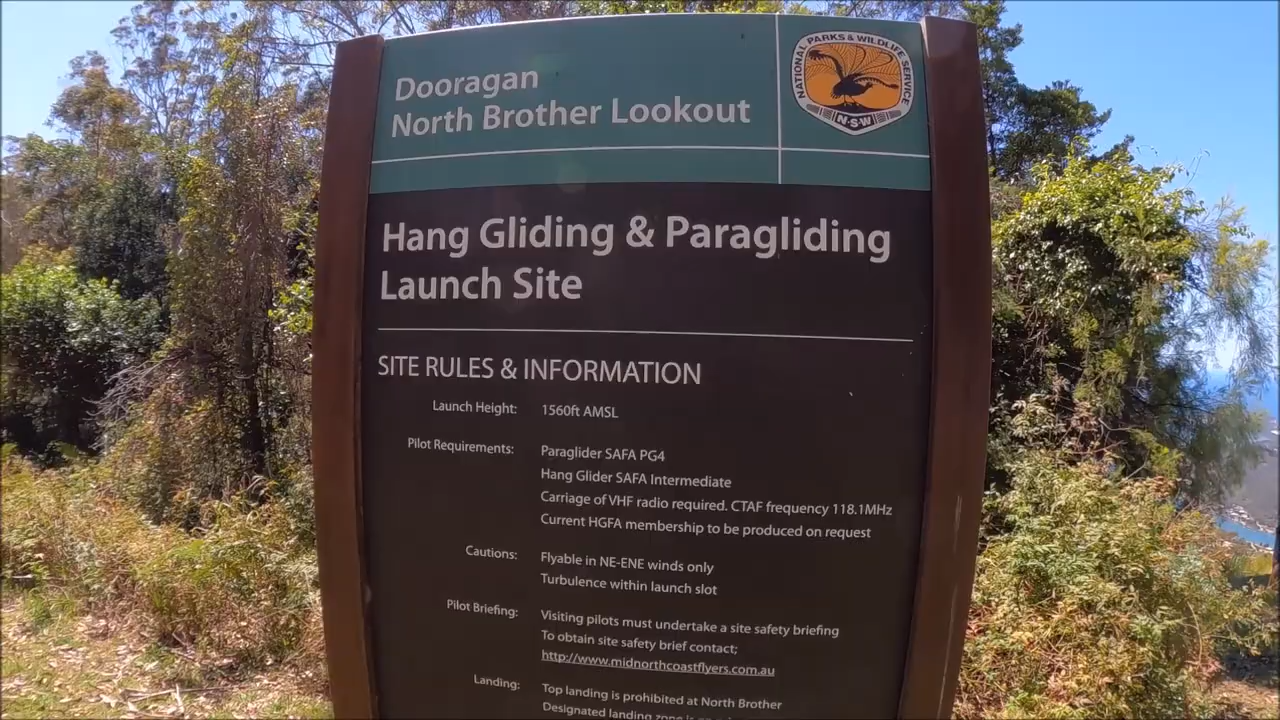 Dooragan
North Brother Lookout
NATIONAL PARKS & WILDLIFE SERVICE
N·S·W
Hang Gliding & Paragliding
Launch Site
SITE RULES & INFORMATION
Launch Height: 1560ft AMSL
Pilot Requirements: Paraglider SAFA PG4
Hang Glider SAFA Intermediate
Carriage of VHF radio required. CTAF frequency 118.1MHz
Current HGFA membership to be produced on request
Cautions: Flyable in NE-ENE winds only
Turbulence within launch slot
Pilot Briefing: Visiting pilots must undertake a site safety briefing
To obtain site safety brief contact;
http://www.midnorthcoastflyers.com.au
Landing: Top landing is prohibited at North Brother
Designated landing zone is